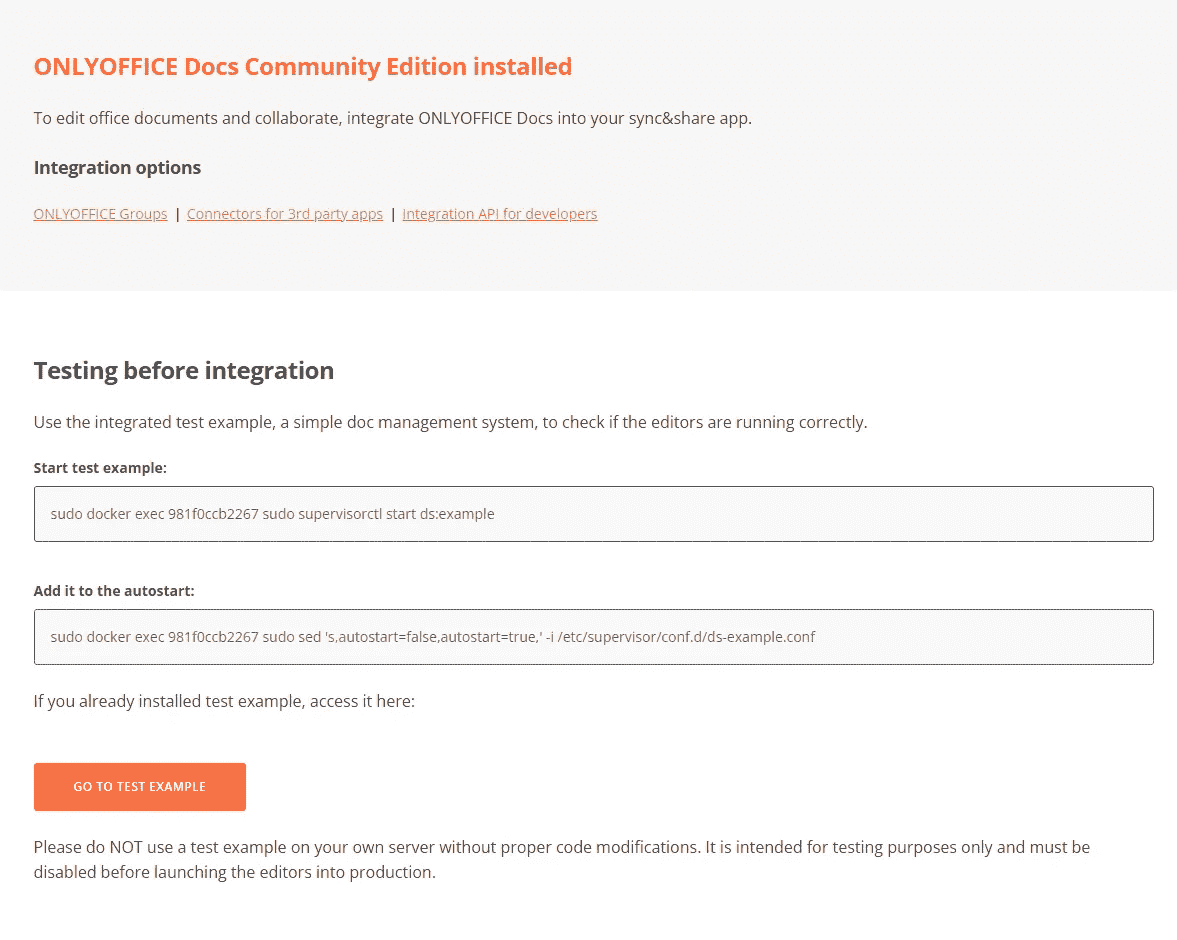 ONLYOFFICE Docs Community Edition installed
To edit office documents and collaborate, integrate ONLYOFFICE Docs into your sync&share app.
Integration options
ONLYOFFICE Groups | Connectors for 3rd party apps | Integration API for developers
Testing before integration
Use the integrated test example, a simple doc management system, to check if the editors are running correctly.
Start test example:
sudo docker exec 981f0ccb2267 sudo supervisorctl start ds:example
Add it to the autostart:
sudo docker exec 981f0ccb2267 sudo sed 's,autostart=false,autostart=true,' -i /etc/supervisor/conf.d/ds-example.conf
If you already installed test example, access it here:
GO TO TEST EXAMPLE
Please do NOT use a test example on your own server without proper code modifications. It is intended for testing purposes only and must be
disabled before launching the editors into production.